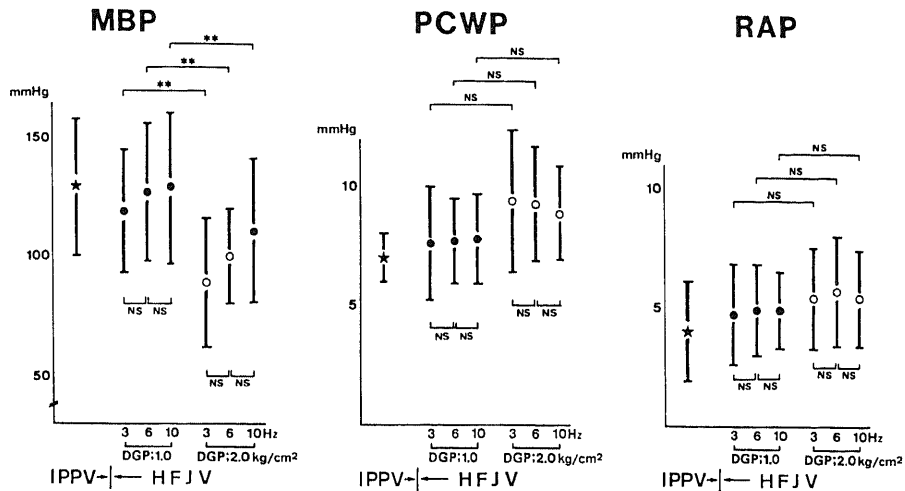 MBP
**
**
**
mmHg
150
100
50
NS NS
NS NS
3 6 10 3 6 10Hz
DGP;1.0 DGP;2.0 kg/cm²
IPPV→|← HFJV
PCWP
NS
NS
NS
mmHg
10
5
NS NS
NS NS
3 6 10 3 6 10Hz
DGP;1.0 DGP;2.0kg/cm²
IPPV→|← HFJV
RAP
NS
NS
NS
mmHg
10
5
NS NS
NS NS
3 6 10 3 6 10Hz
DGP;1.0 DGP;2.0kg/cm²
IPPV→|← HFJV